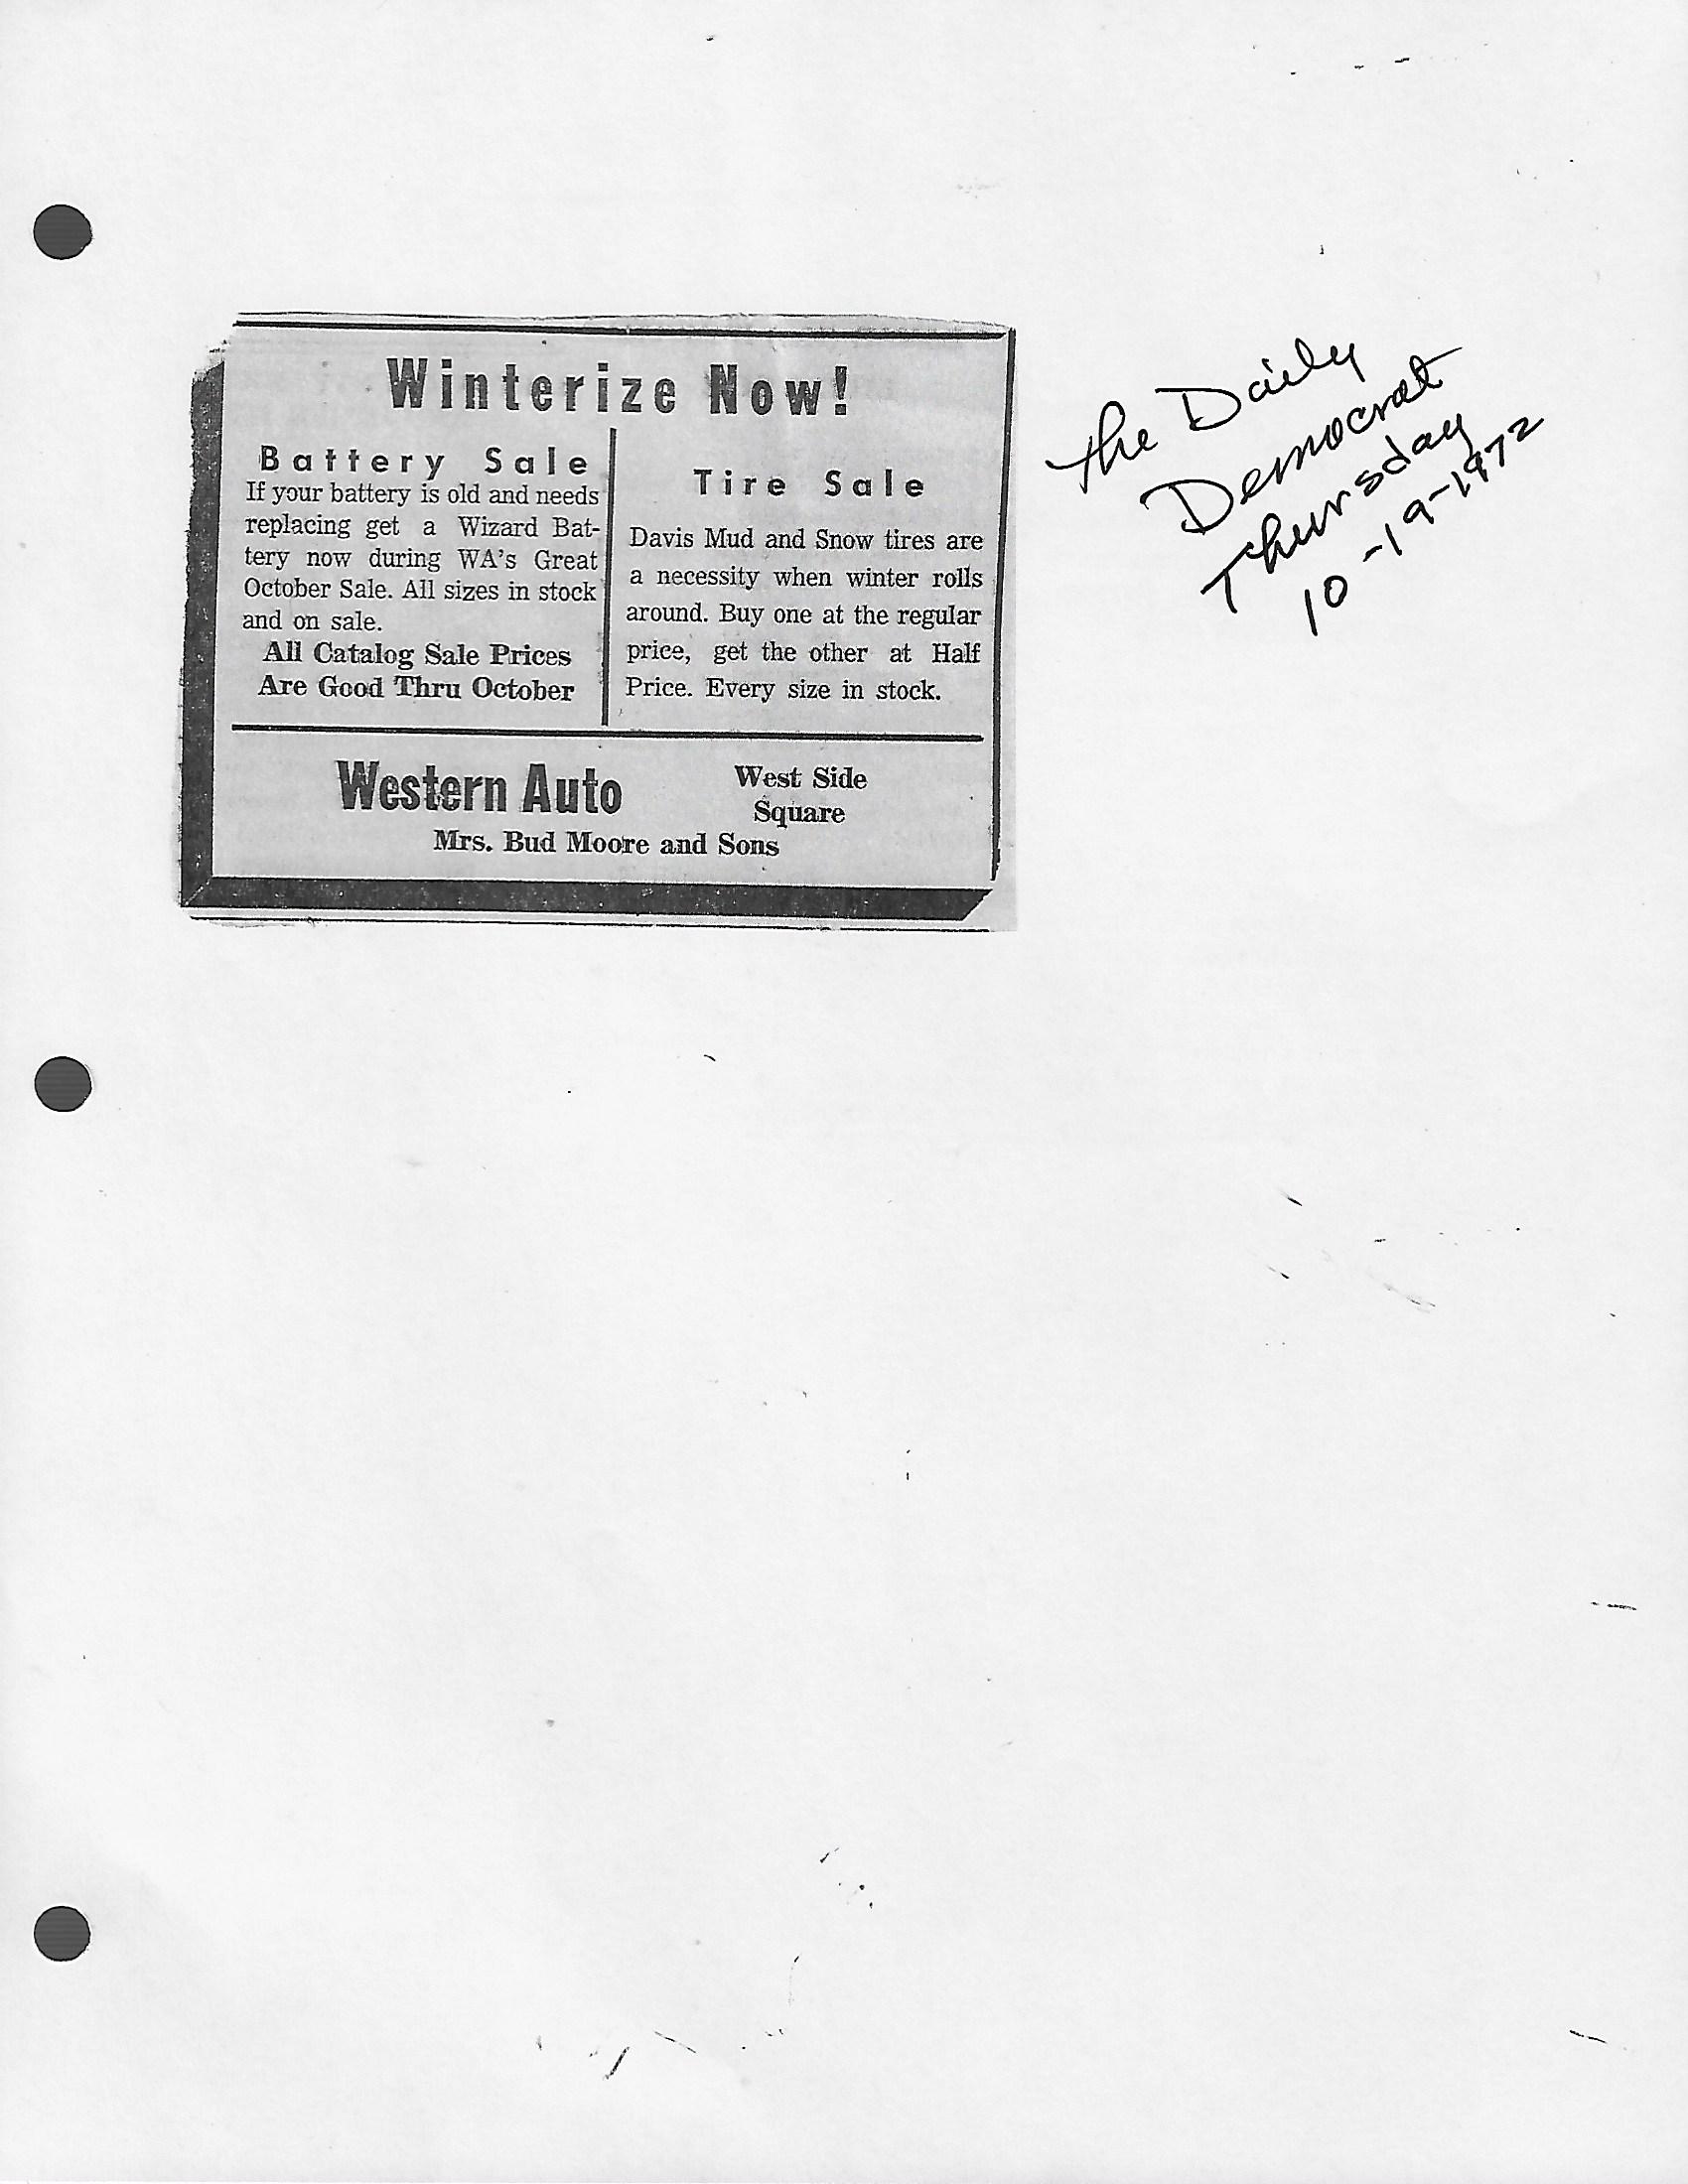 Winterize Now!
Battery Sale
If your battery is old and needs
replacing get a Wizard Bat-
tery now during WA's Great
October Sale. All sizes in stock
and on sale.
All Catalog Sale Prices
Are Good Thru October
Tire Sale
Davis Mud and Snow tires are
a necessity when winter rolls
around. Buy one at the regular
price, get the other at Half
Price. Every size in stock.
Western Auto
West Side
Square
Mrs. Bud Moore and Sons
The Daily
Democrat
Thursday
10-19-1972